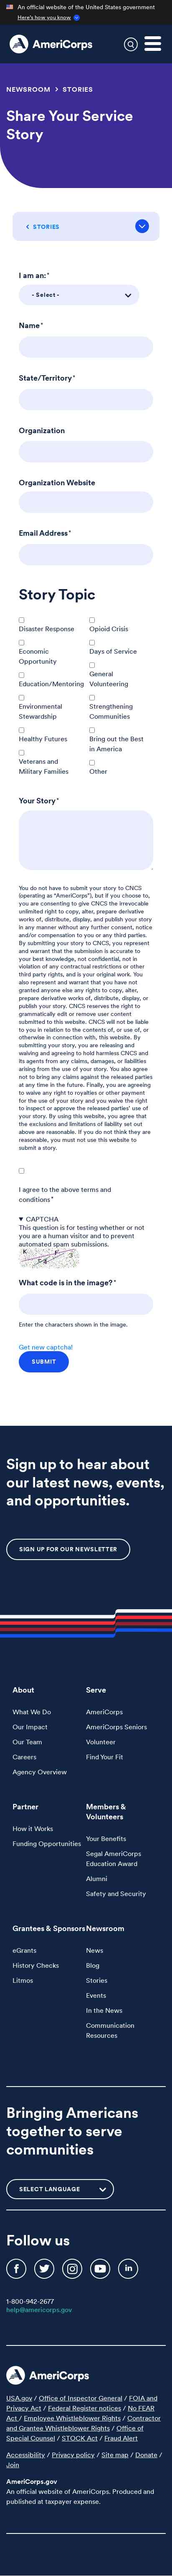 An official website of the United States government
Here's how you know
AmeriCorps
NEWSROOM > STORIES
Share Your Service
Story
< STORIES
I am an:*
- Select -
Name*
State/Territory*
Organization
Organization Website
Email Address*
Story Topic
Disaster Response
Economic
Opportunity
Education/Mentoring
Environmental
Stewardship
Healthy Futures
Veterans and
Military Families
Opioid Crisis
Days of Service
General
Volunteering
Strengthening
Communities
Bring out the Best
in America
Other
Your Story*
You do not have to submit your story to CNCS
(operating as “AmeriCorps”), but if you choose to,
you are consenting to give CNCS the irrevocable
unlimited right to copy, alter, prepare derivative
works of, distribute, display, and publish your story
in any manner without any further consent, notice
and/or compensation to you or any third parties.
By submitting your story to CNCS, you represent
and warrant that the submission is accurate to
your best knowledge, not confidential, not in
violation of any contractual restrictions or other
third party rights, and is your original work. You
also represent and warrant that you have not
granted anyone else any rights to copy, alter,
prepare derivative works of, distribute, display, or
publish your story. CNCS reserves the right to
programmatically edit or remove user content
submitted to this website. CNCS will not be liable
to you in relation to the contents of, or use of, or
otherwise in connection with, this website. By
submitting your story, you are releasing and
waiving and agreeing to hold harmless CNCS and
its agents from any claims, damages, or liabilities
arising from the use of your story. You also agree
not to bring any claims against the released parties
at any time in the future. Finally, you are agreeing
to waive any right to royalties or other payment
for the use of your story and you waive the right
to inspect or approve the released parties' use of
your story. By using this website, you agree that
the exclusions and limitations of liability set out
above are reasonable. If you do not think they are
reasonable, you must not use this website to
submit a story.
I agree to the above terms and
conditions*
▼ CAPTCHA
This question is for testing whether or not
you are a human visitor and to prevent
automated spam submissions.
What code is in the image?*
Enter the characters shown in the image.
Get new captcha!
SUBMIT
Sign up to hear about
our latest news, events,
and opportunities.
SIGN UP FOR OUR NEWSLETTER
About
What We Do
Our Impact
Our Team
Careers
Agency Overview
Serve
AmeriCorps
AmeriCorps Seniors
Volunteer
Find Your Fit
Partner
How it Works
Funding Opportunities
Members &
Volunteers
Your Benefits
Segal AmeriCorps
Education Award
Alumni
Safety and Security
Grantees & Sponsors
eGrants
History Checks
Litmos
Newsroom
News
Blog
Stories
Events
In the News
Communication
Resources
Bringing Americans
together to serve
communities
SELECT LANGUAGE
Follow us
1-800-942-2677
help@americorps.gov
AmeriCorps
USA.gov / Office of Inspector General / FOIA and
Privacy Act / Federal Register notices / No FEAR
Act / Employee Whistleblower Rights / Contractor
and Grantee Whistleblower Rights / Office of
Special Counsel / STOCK Act / Fraud Alert
Accessibility / Privacy policy / Site map / Donate /
Join
AmeriCorps.gov
An official website of AmeriCorps. Produced and
published at taxpayer expense.